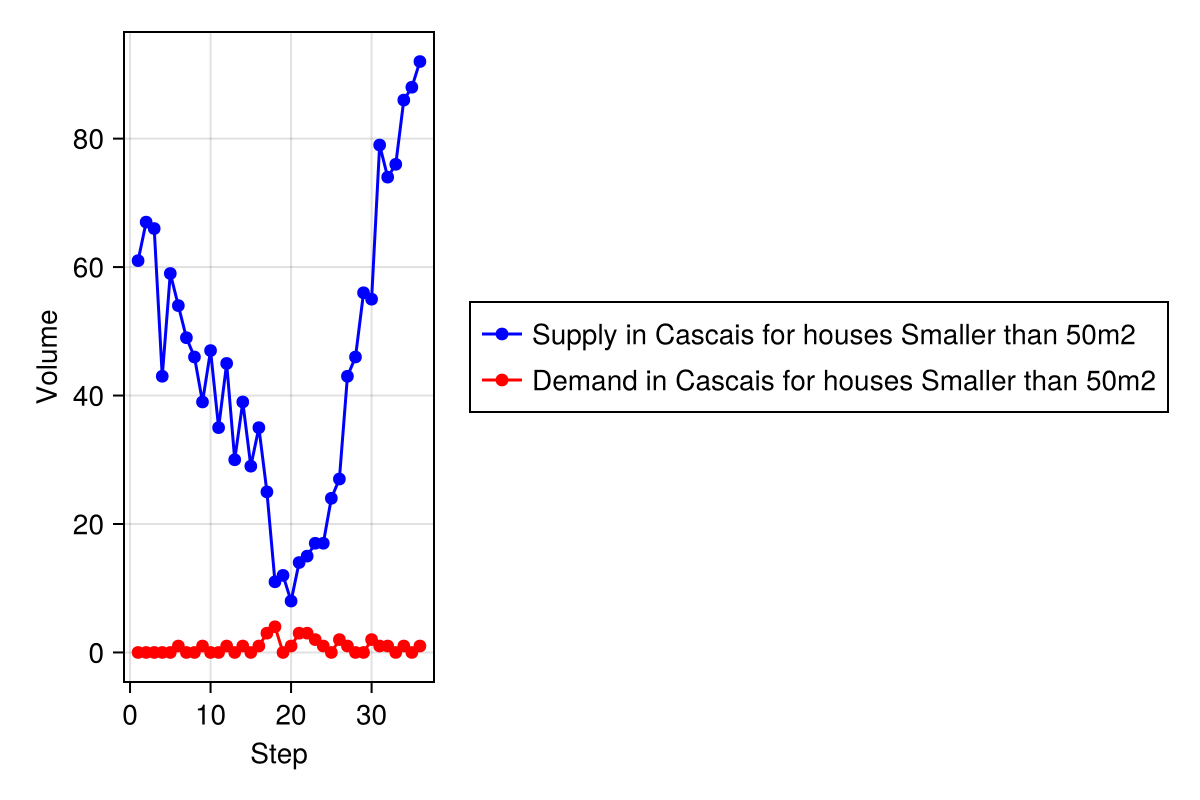 80
60
40
20
0
Volume
0 10 20 30
Step
Supply in Cascais for houses Smaller than 50m2
Demand in Cascais for houses Smaller than 50m2